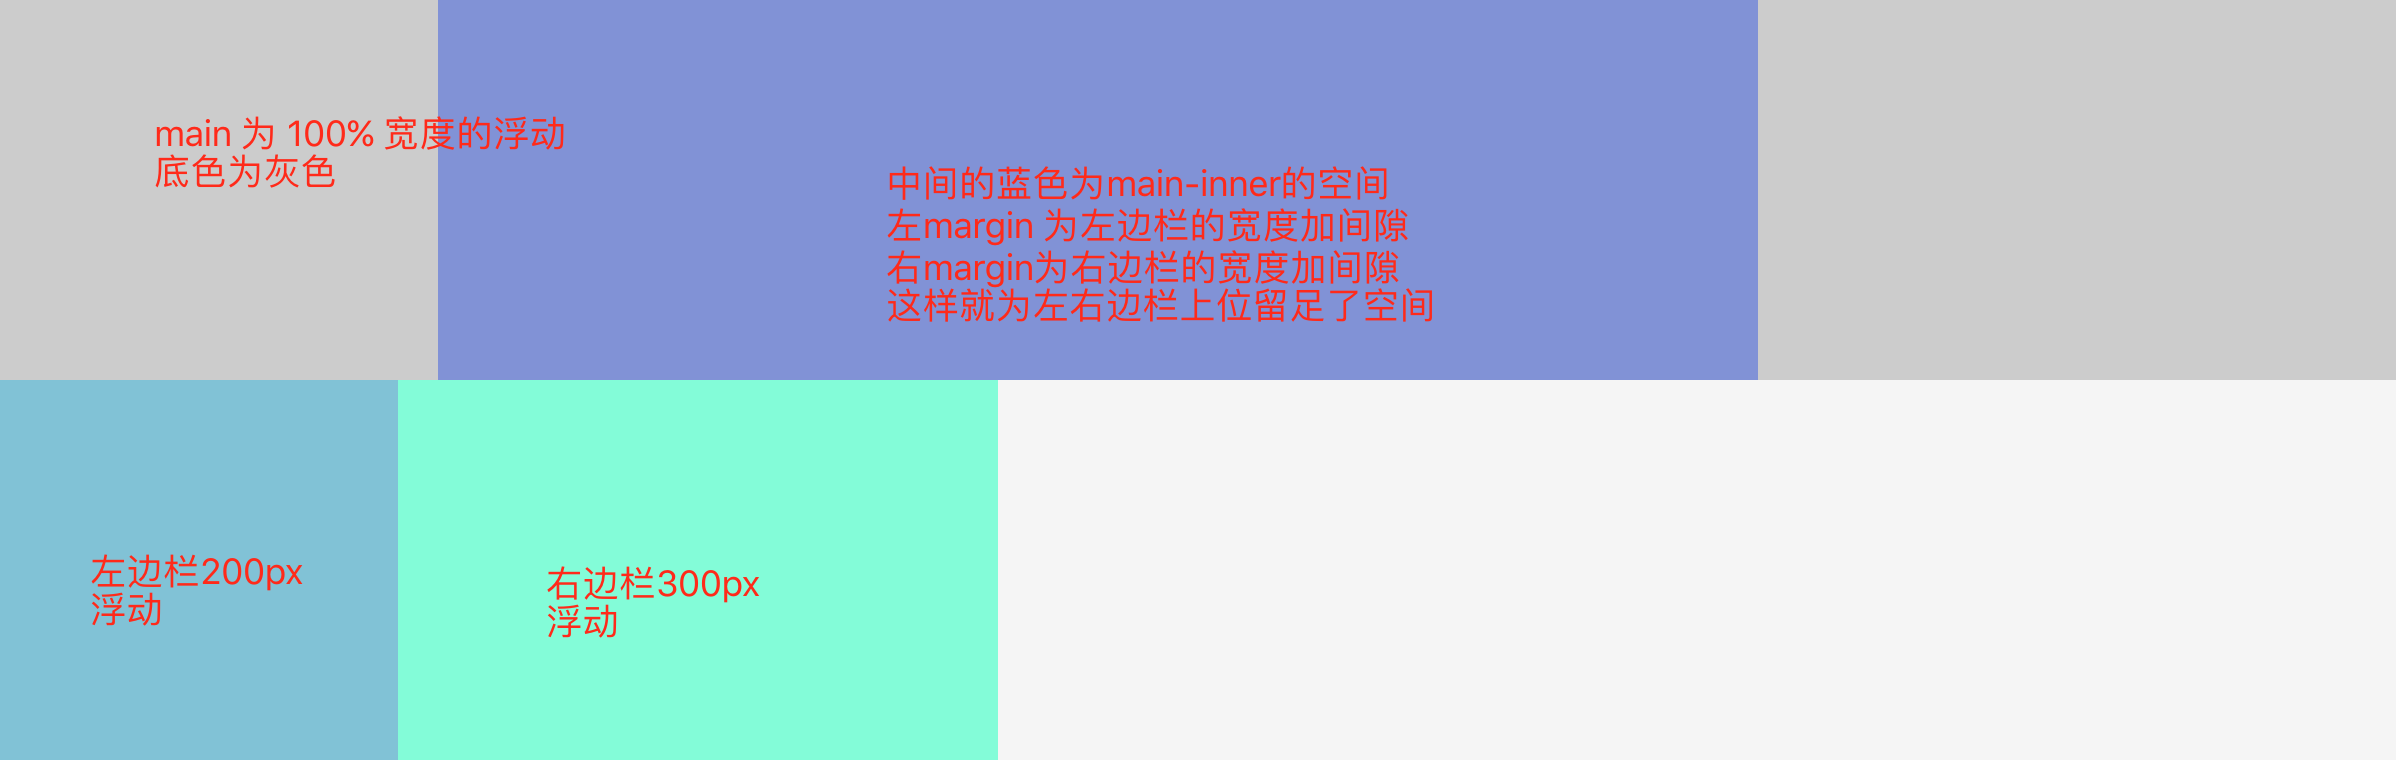 main 为 100% 宽度的浮动
底色为灰色
中间的蓝色为main-inner的空间
左margin 为左边栏的宽度加间隙
右margin为右边栏的宽度加间隙
这样就为左右边栏上位留足了空间
左边栏200px
浮动
右边栏300px
浮动